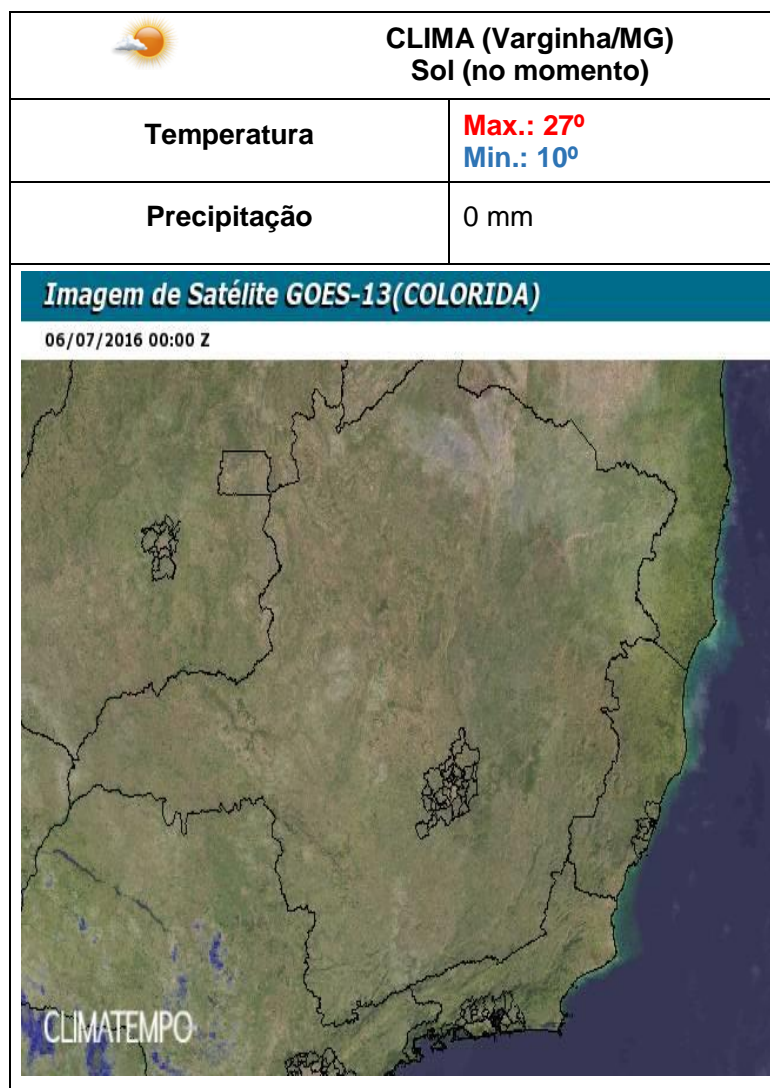 CLIMA (Varginha/MG)
Sol (no momento)
Temperatura
Max.: 27º
Min.: 10º
Precipitação
0 mm
Imagem de Satélite GOES-13(COLORIDA)
06/07/2016 00:00 Z
CLIMATEMPO